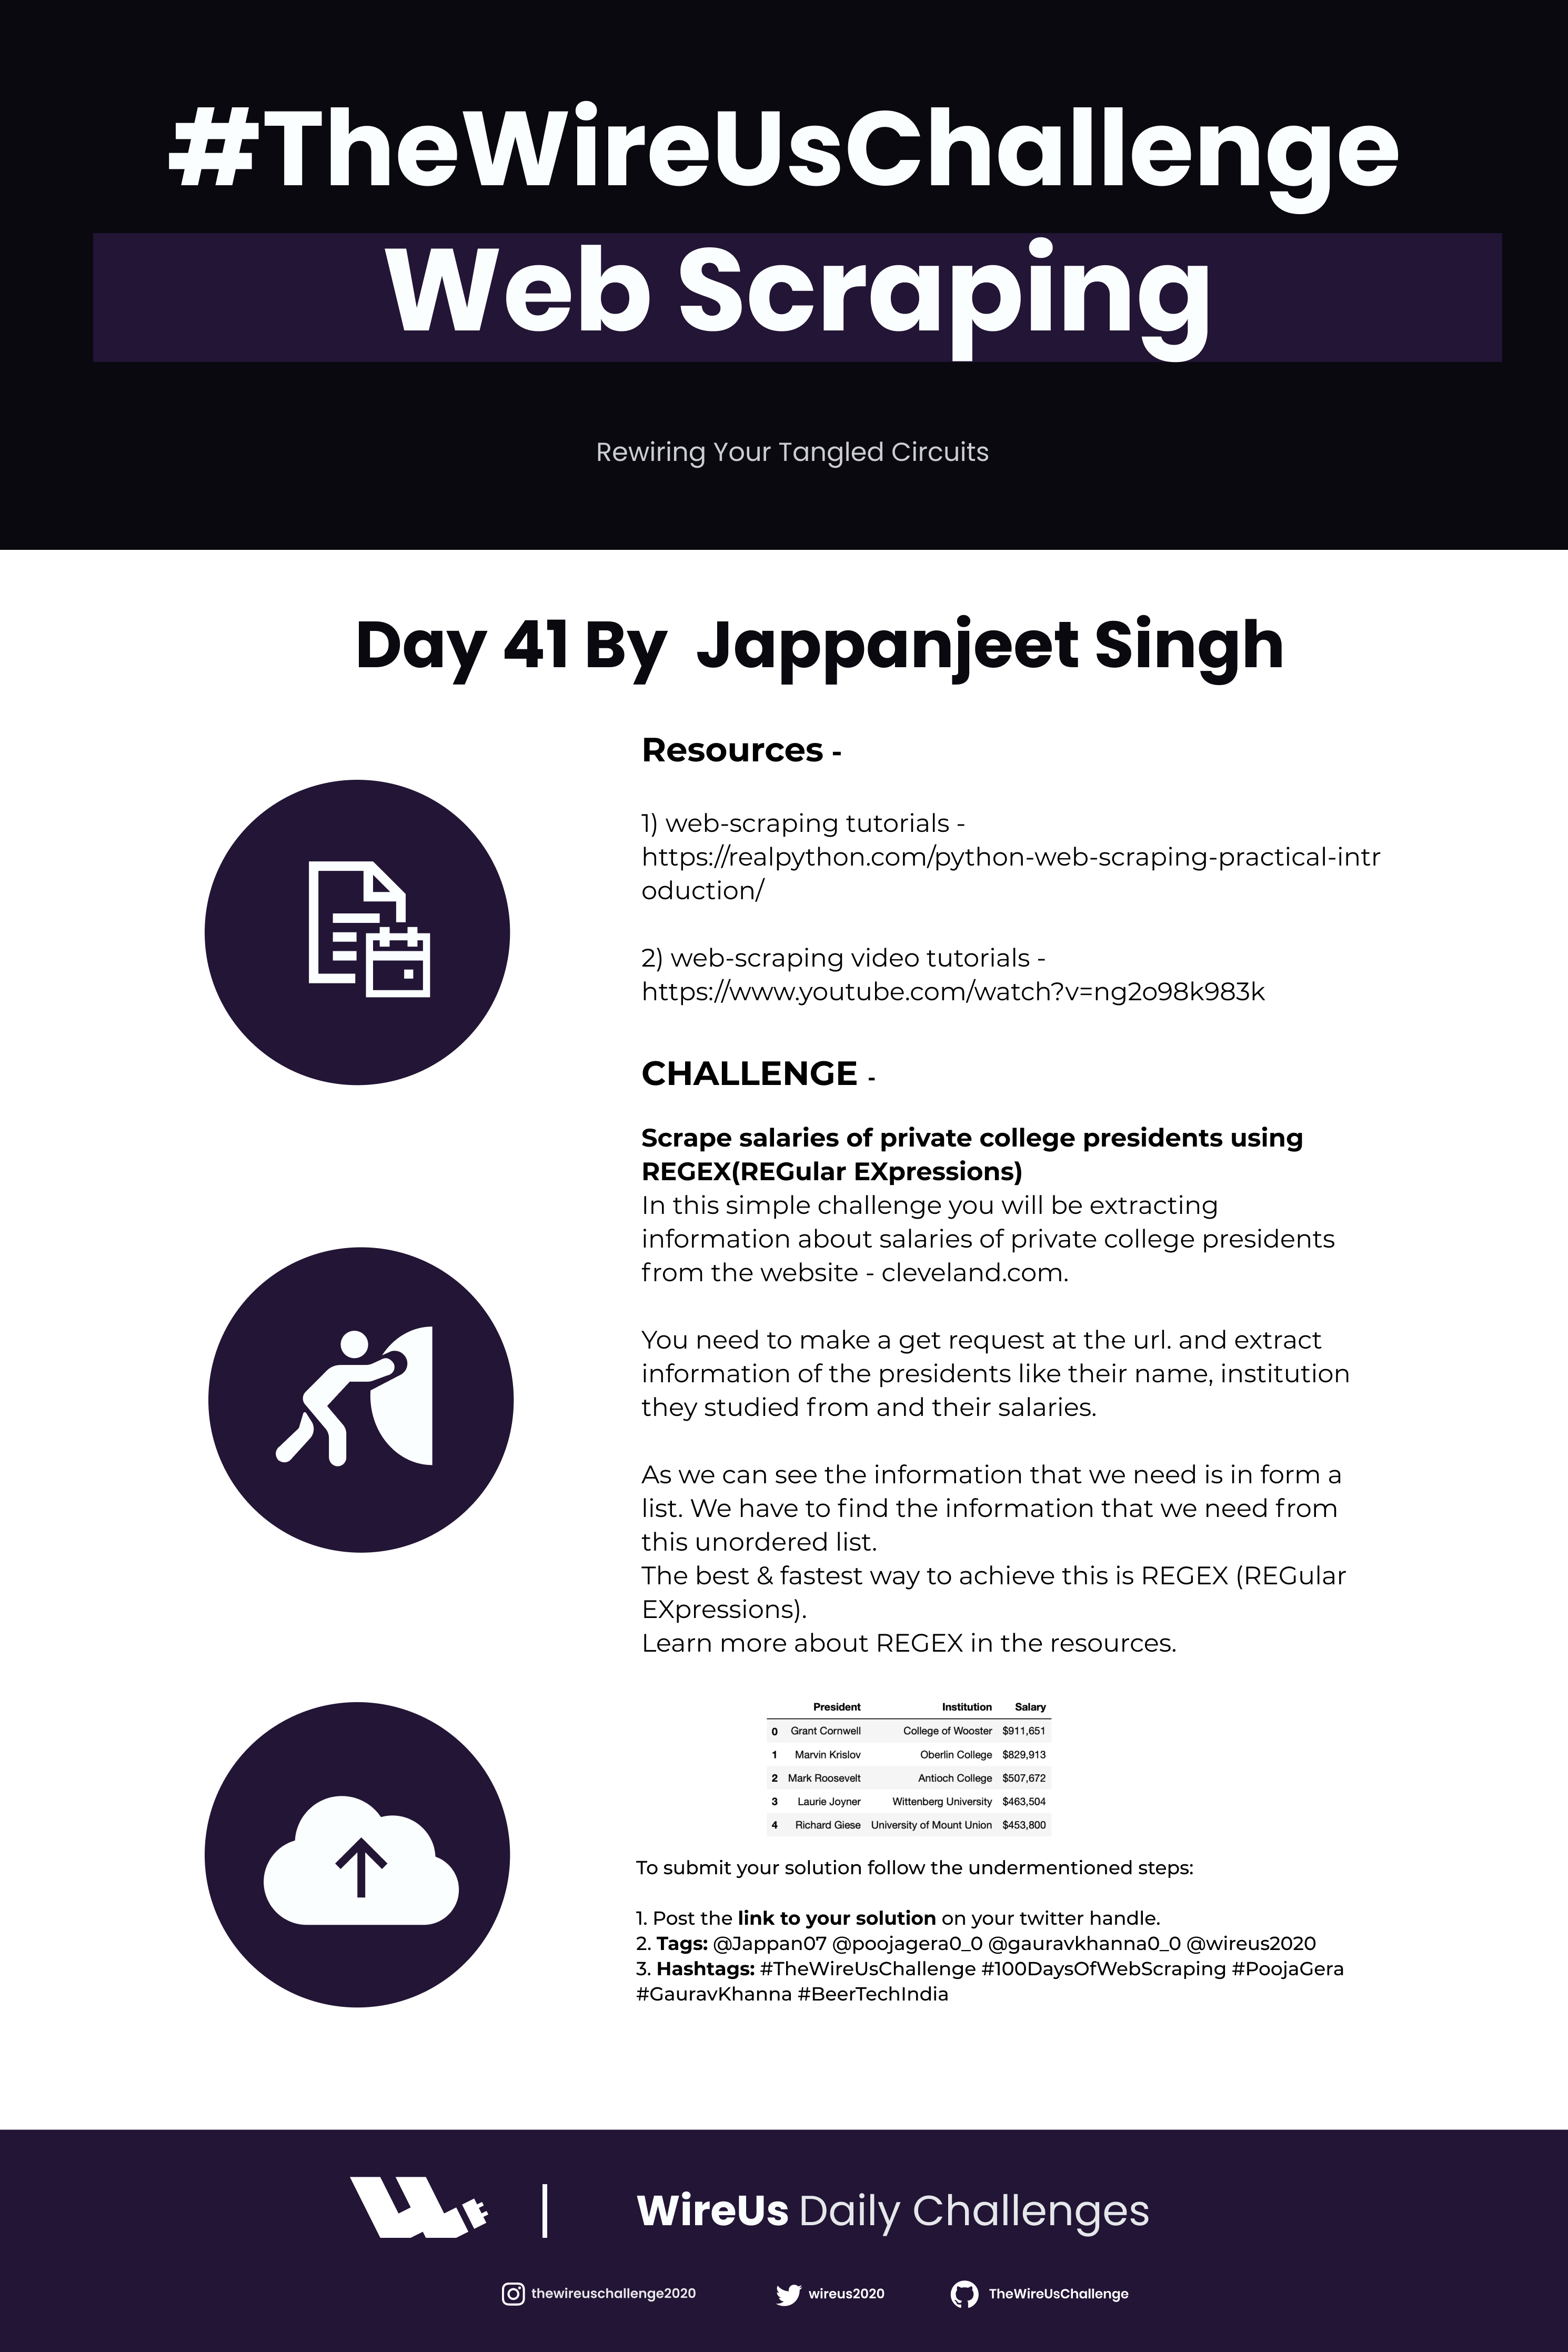 #TheWireUsChallenge
Web Scraping
Rewiring Your Tangled Circuits
Day 41 By  Jappanjeet Singh
Resources -
1) web-scraping tutorials -
https://realpython.com/python-web-scraping-practical-intr
oduction/
2) web-scraping video tutorials -
https://www.youtube.com/watch?v=ng2o98k983k
CHALLENGE -
Scrape salaries of private college presidents using
REGEX(REGular EXpressions)
In this simple challenge you will be extracting
information about salaries of private college presidents
from the website - cleveland.com.
You need to make a get request at the url. and extract
information of the presidents like their name, institution
they studied from and their salaries.
As we can see the information that we need is in form a
list. We have to find the information that we need from
this unordered list.
The best & fastest way to achieve this is REGEX (REGular
EXpressions).
Learn more about REGEX in the resources.
President Institution Salary
0 Grant Cornwell College of Wooster $911,651
1 Marvin Krislov Oberlin College $829,913
2 Mark Roosevelt Antioch College $507,672
3 Laurie Joyner Wittenberg University $463,504
4 Richard Giese University of Mount Union $453,800
To submit your solution follow the undermentioned steps:
1. Post the link to your solution on your twitter handle.
2. Tags: @Jappan07 @poojagera0_0 @gauravkhanna0_0 @wireus2020
3. Hashtags: #TheWireUsChallenge #100DaysOfWebScraping #PoojaGera
#GauravKhanna #BeerTechIndia
WireUs Daily Challenges
thewireuschallenge2020 wireus2020 TheWireUsChallenge